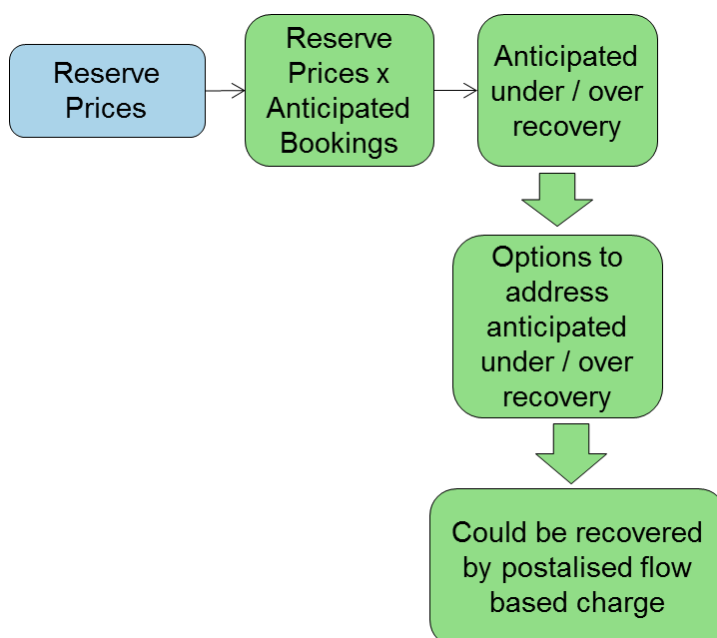 Reserve
Prices
Reserve
Prices x
Anticipated
Bookings
Anticipated
under / over
recovery
Options to
address
anticipated
under / over
recovery
Could be recovered
by postalised flow
based charge